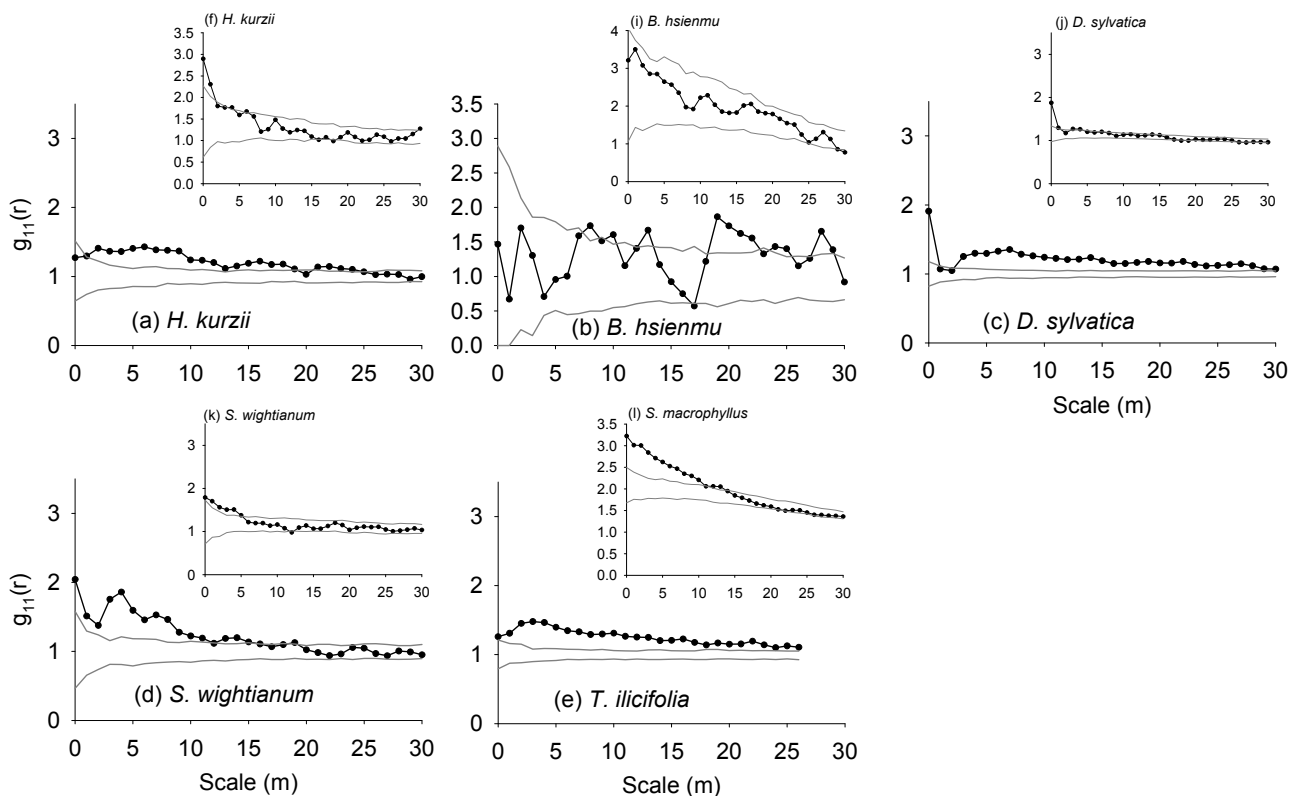 (f) H. kurzii
3.5
3.0
2.5
2.0
1.5
1.0
0.5
0.0
0 5 10 15 20 25 30
g11(r)
3
2
1
0
0 5 10 15 20 25 30
(a) H. kurzii
(i) B. hsienmu
4
3
2
1
0
0 5 10 15 20 25 30
3.5
3.0
2.5
2.0
1.5
1.0
0.5
0.0
0 5 10 15 20 25 30
(b) B. hsienmu
(j) D. sylvatica
3
2
1
0
0 5 10 15 20 25 30
3
2
1
0
0 5 10 15 20 25 30
(c) D. sylvatica
Scale (m)
(k) S. wightianum
3
2
1
0
0 5 10 15 20 25 30
g11(r)
3
2
1
0
0 5 10 15 20 25 30
(d) S. wightianum
Scale (m)
(l) S. macrophyllus
3.5
3.0
2.5
2.0
1.5
1.0
0.5
0.0
0 5 10 15 20 25 30
3
2
1
0
0 5 10 15 20 25 30
(e) T. ilicifolia
Scale (m)